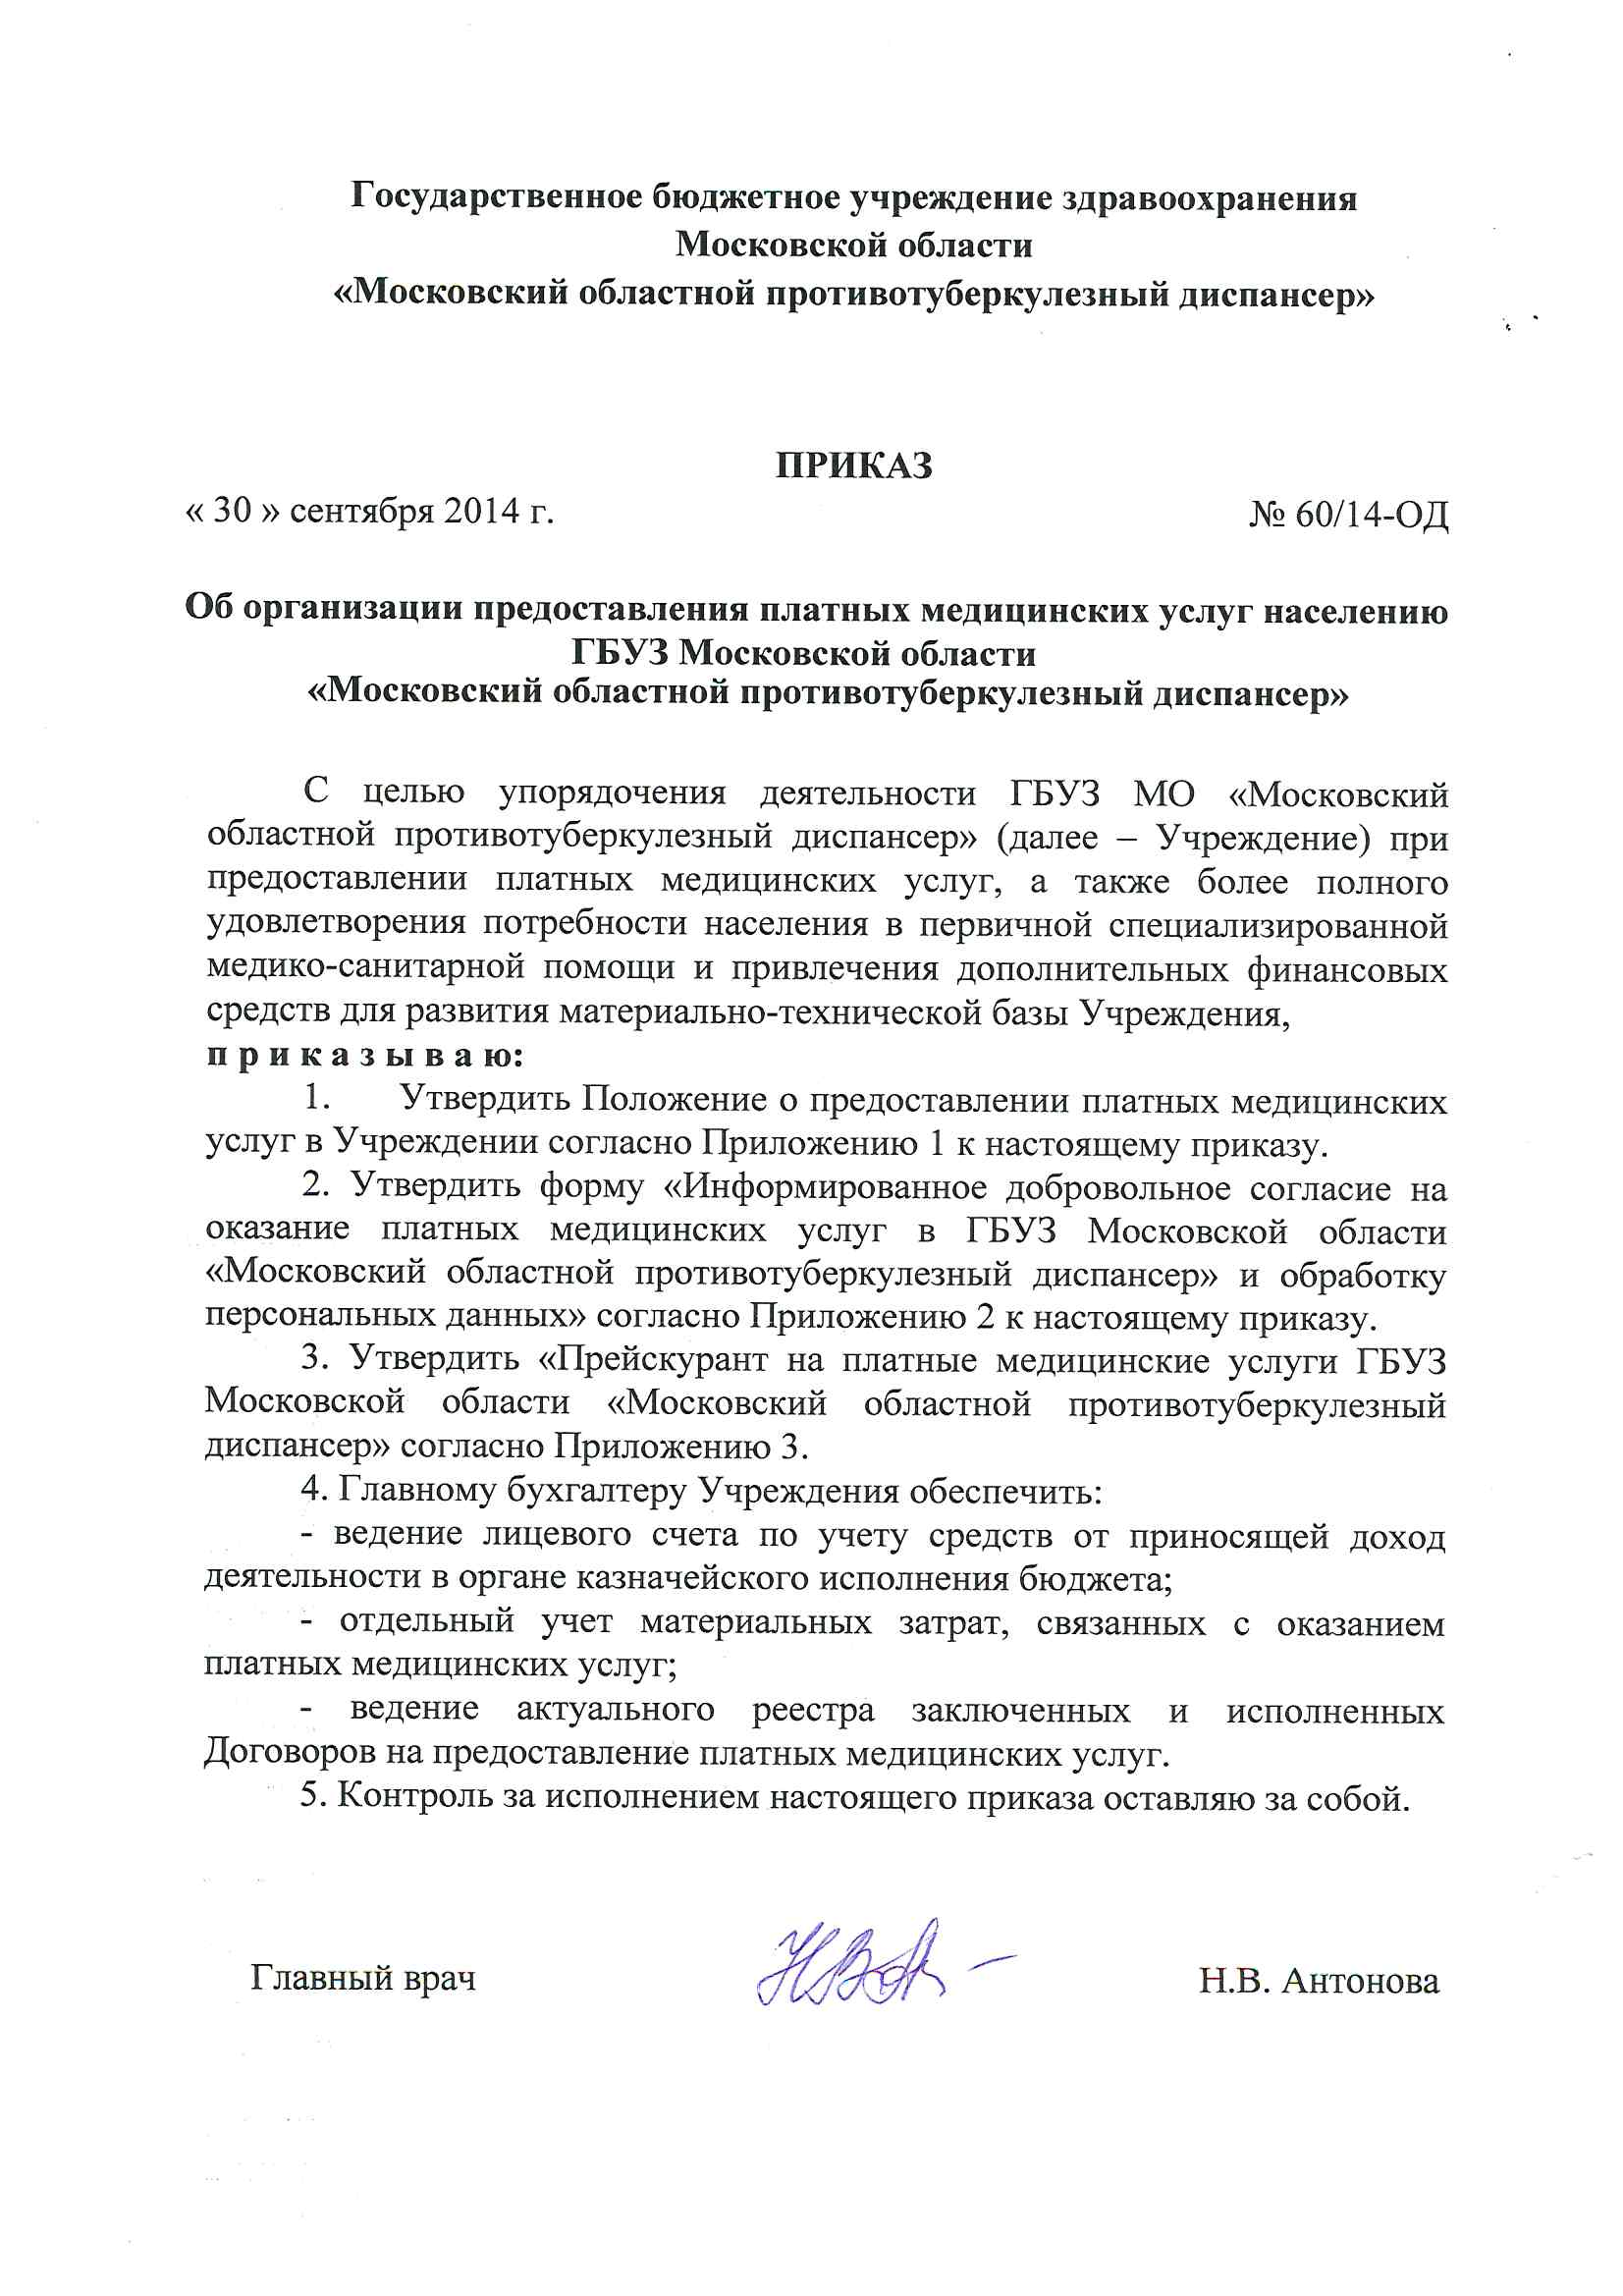 Государственное бюджетное учреждение здравоохранения
Московской области
«Московский областной противотуберкулезный диспансер»
ПРИКАЗ
« 30 » сентября 2014 г. № 60/14-ОД
Об организации предоставления платных медицинских услуг населению
ГБУЗ Московской области
«Московский областной противотуберкулезный диспансер»
С целью упорядочения деятельности ГБУЗ МО «Московский
областной противотуберкулезный диспансер» (далее – Учреждение) при
предоставлении платных медицинских услуг, а также более полного
удовлетворения потребности населения в первичной специализированной
медико-санитарной помощи и привлечения дополнительных финансовых
средств для развития материально-технической базы Учреждения,
п р и к а з ы в а ю:
1. Утвердить Положение о предоставлении платных медицинских
услуг в Учреждении согласно Приложению 1 к настоящему приказу.
2. Утвердить форму «Информированное добровольное согласие на
оказание платных медицинских услуг в ГБУЗ Московской области
«Московский областной противотуберкулезный диспансер» и обработку
персональных данных» согласно Приложению 2 к настоящему приказу.
3. Утвердить «Прейскурант на платные медицинские услуги ГБУЗ
Московской области «Московский областной противотуберкулезный
диспансер» согласно Приложению 3.
4. Главному бухгалтеру Учреждения обеспечить:
- ведение лицевого счета по учету средств от приносящей доход
деятельности в органе казначейского исполнения бюджета;
- отдельный учет материальных затрат, связанных с оказанием
платных медицинских услуг;
- ведение актуального реестра заключенных и исполненных
Договоров на предоставление платных медицинских услуг.
5. Контроль за исполнением настоящего приказа оставляю за собой.
Главный врач Н.В. Антонова